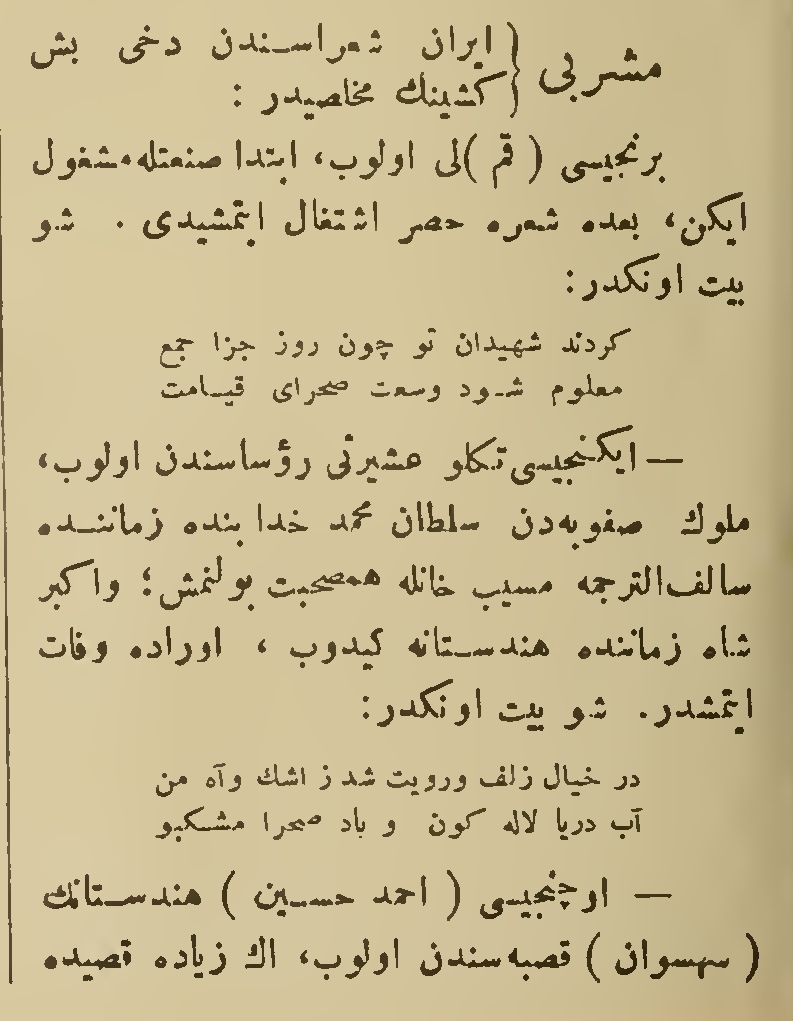 مشربی { ایران شعراسندن دخی بش
کشینك مخلصیدر :
برنجیسی ( قم )لی اولوب، ابتدا صنعتله مشغول
ایکن، بعده شعره حصر اشتغال ایتمشیدی . شو
بیت اونکدر:
کردند شهیدان تو چون روز جزا جمع
معلوم شود وسعت صحرای قیامت
— ایکنجیسی تکلو عشیرتی رؤساسندن اولوب،
ملوك صفویه‌دن سلطان محمد خدا بنده زماننده
سالف‌الترجمه مسیب خانله همصحبت بولنمش؛ واکبر
شاه زماننده هندستانه کیدوب ، اوراده وفات
ایتمشدر. شو بیت اونکدر:
در خیال زلف ورویت شد ز اشك وآه من
آب دریا لاله کون و باد صحرا مشکبو
— اوچنجیسی ( احمد حسین ) هندستانك
( سهسوان ) قصبه‌سندن اولوب، اك زیاده قصیده